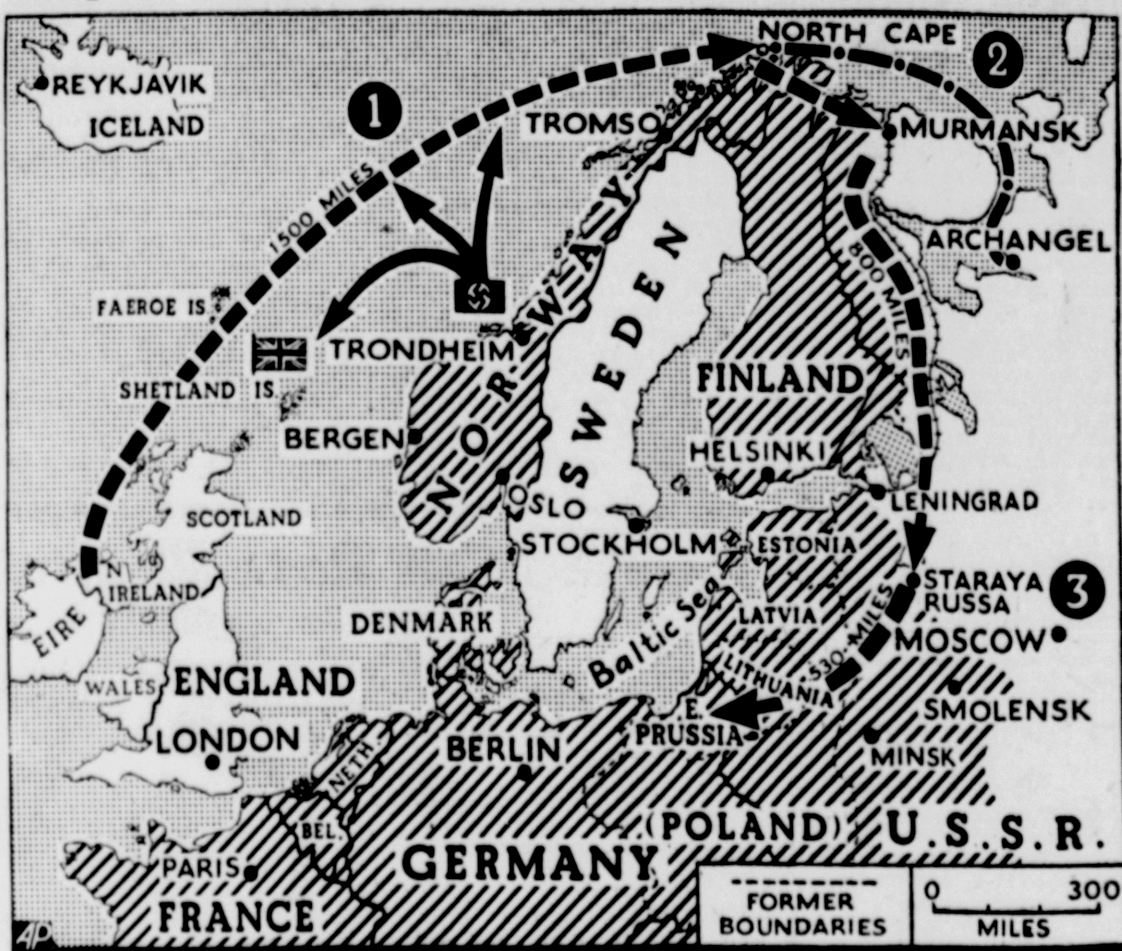 NORTH CAPE
2
REYKJAVIK
ICELAND
1
TROMSO
MURMANSK
1500 MILES
NORWAY
SWEDEN
ARCHANGEL
800 MILES
FAEROE IS.
TRONDHEIM
SHETLAND IS.
FINLAND
BERGEN
HELSINKI
OSLO
LENINGRAD
SCOTLAND
STOCKHOLM
ESTONIA
N
IRELAND
STARAYA
RUSSA
3
EIRE
DENMARK
LATVIA
MOSCOW
Baltic Sea
530-MILES
LITHUANIA
WALES
ENGLAND
E.
PRUSSIA
SMOLENSK
LONDON
BERLIN
MINSK
NETH.
(POLAND)
U.S.S.R.
BEL.
GERMANY
PARIS
FRANCE
FORMER
BOUNDARIES
0 300
MILES
AP